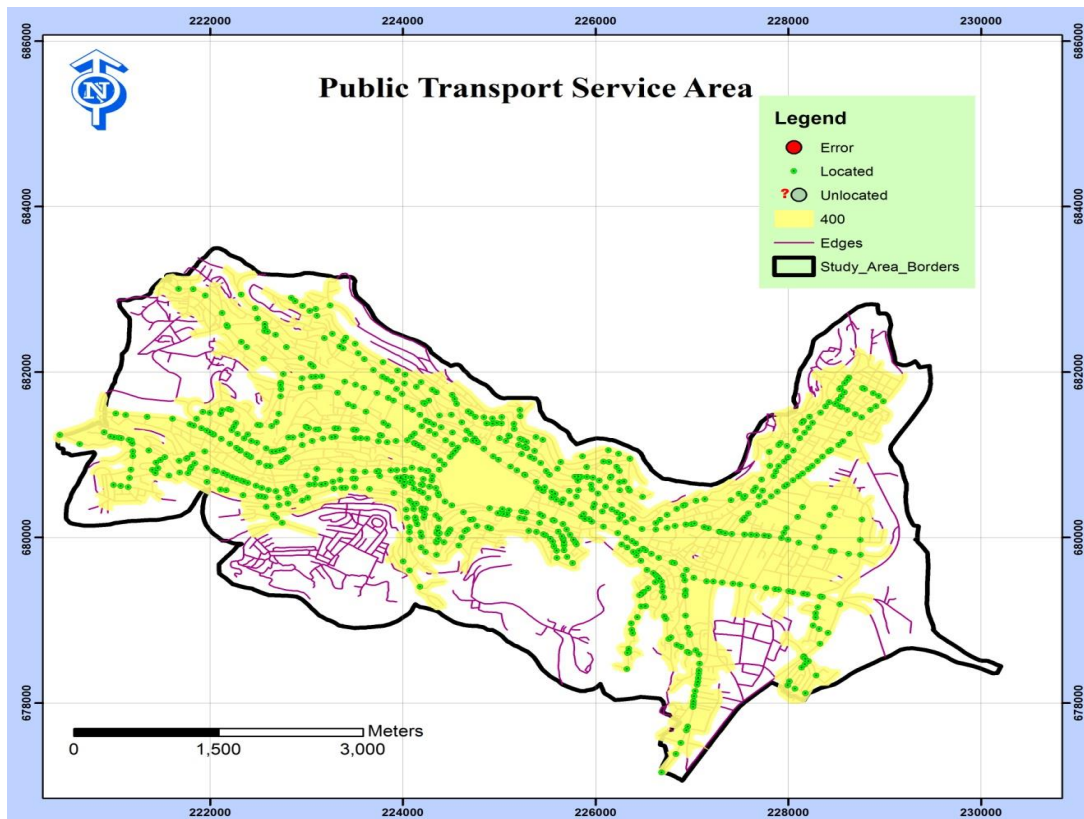 222000 224000 226000 228000 230000
686000 686000
N
Public Transport Service Area
Legend
Error
Located
? Unlocated
400
Edges
Study_Area_Borders
684000 684000
682000 682000
680000 680000
678000 678000
Meters
0 1,500 3,000
222000 224000 226000 228000 230000